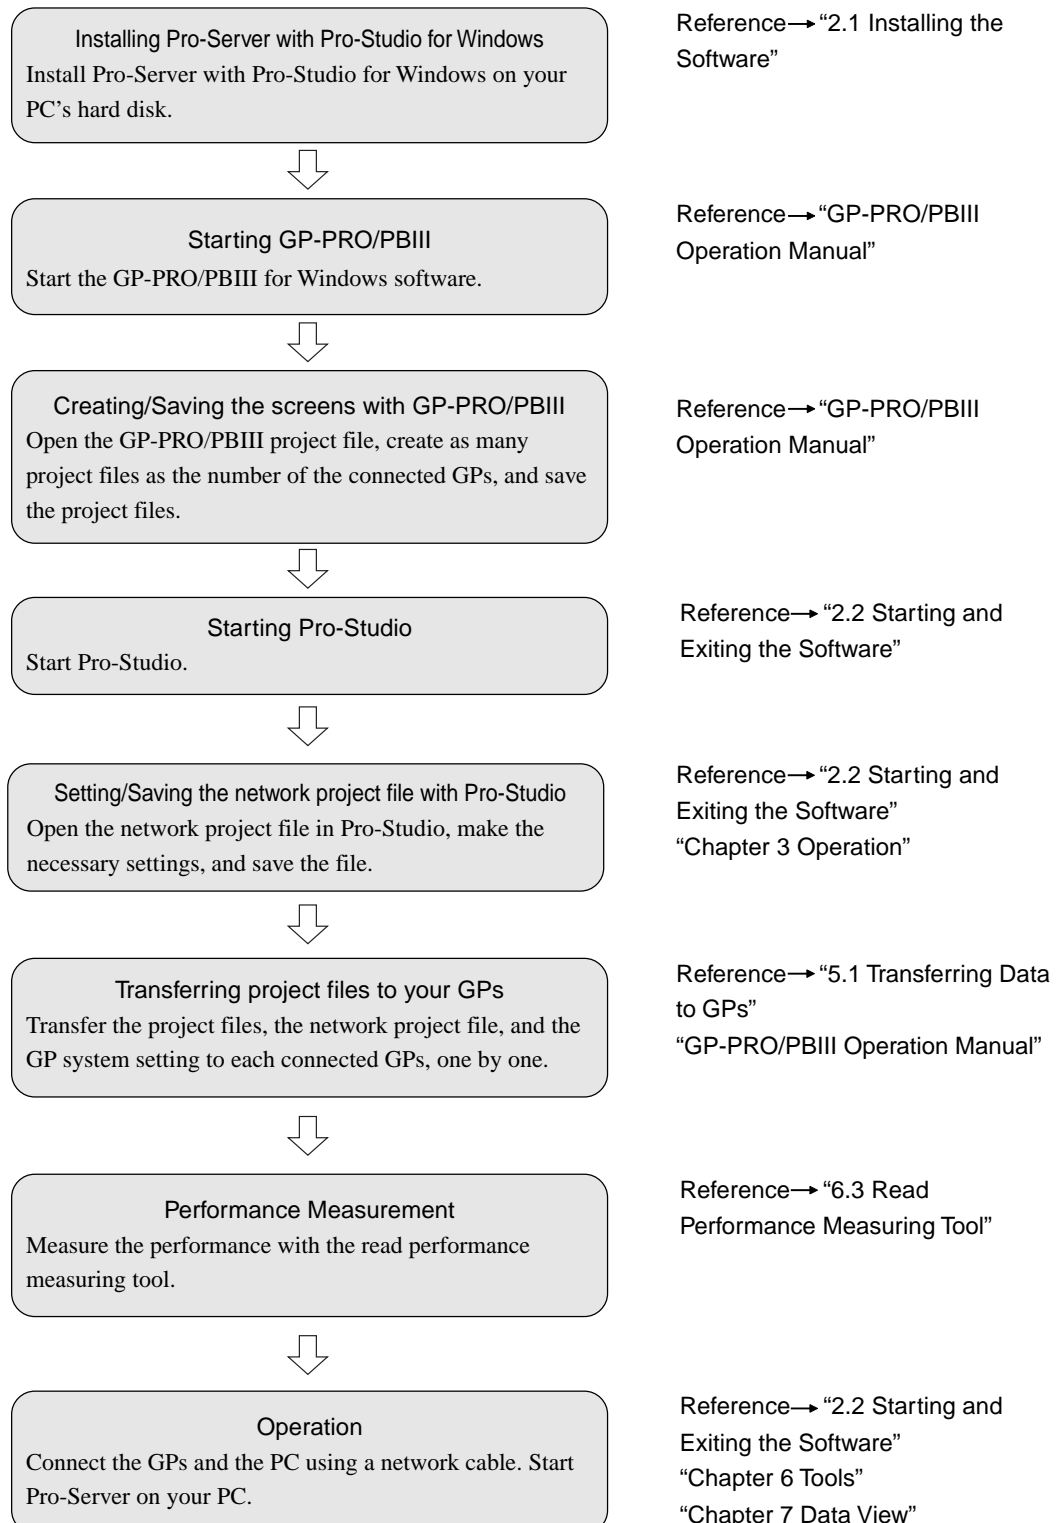 Installing Pro-Server with Pro-Studio for Windows
Install Pro-Server with Pro-Studio for Windows on your
PC’s hard disk.
Reference→ “2.1 Installing the
Software”
Starting GP-PRO/PBIII
Start the GP-PRO/PBIII for Windows software.
Reference→ “GP-PRO/PBIII
Operation Manual”
Creating/Saving the screens with GP-PRO/PBIII
Open the GP-PRO/PBIII project file, create as many
project files as the number of the connected GPs, and save
the project files.
Reference→ “GP-PRO/PBIII
Operation Manual”
Starting Pro-Studio
Start Pro-Studio.
Reference→ “2.2 Starting and
Exiting the Software”
Setting/Saving the network project file with Pro-Studio
Open the network project file in Pro-Studio, make the
necessary settings, and save the file.
Reference→ “2.2 Starting and
Exiting the Software”
“Chapter 3 Operation”
Transferring project files to your GPs
Transfer the project files, the network project file, and the
GP system setting to each connected GPs, one by one.
Reference→ “5.1 Transferring Data
to GPs”
“GP-PRO/PBIII Operation Manual”
Performance Measurement
Measure the performance with the read performance
measuring tool.
Reference→ “6.3 Read
Performance Measuring Tool”
Operation
Connect the GPs and the PC using a network cable. Start
Pro-Server on your PC.
Reference→ “2.2 Starting and
Exiting the Software”
“Chapter 6 Tools”
“Chapter 7 Data View”